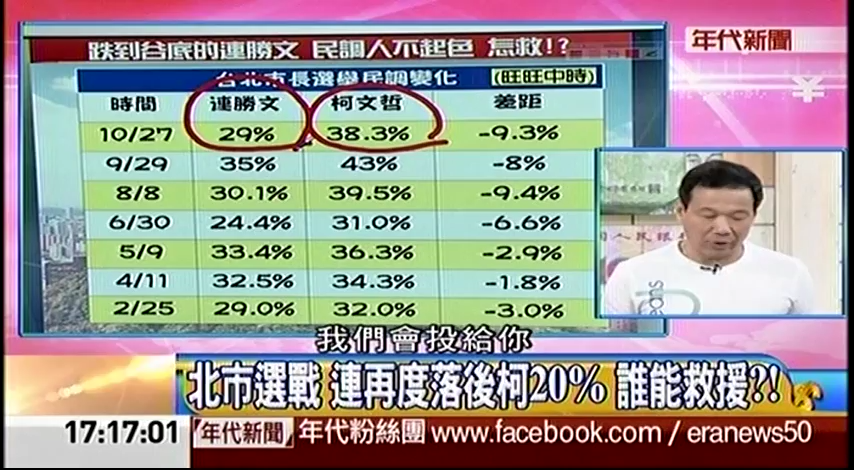 跌到谷底的連勝文 民調人不起色 怎救!?
年代新聞
台北市長選舉民調變化 (旺旺中時)
時間 連勝文 柯文哲 差距
10/27 29% 38.3% -9.3%
9/29 35% 43% -8%
8/8 30.1% 39.5% -9.4%
6/30 24.4% 31.0% -6.6%
5/9 33.4% 36.3% -2.9%
4/11 32.5% 34.3% -1.8%
2/25 29.0% 32.0% -3.0%
我們會投給你
北市選戰 連再度落後柯20% 誰能救援?!
17:17:01 年代新聞 年代粉絲團 www.facebook.com / eranews50